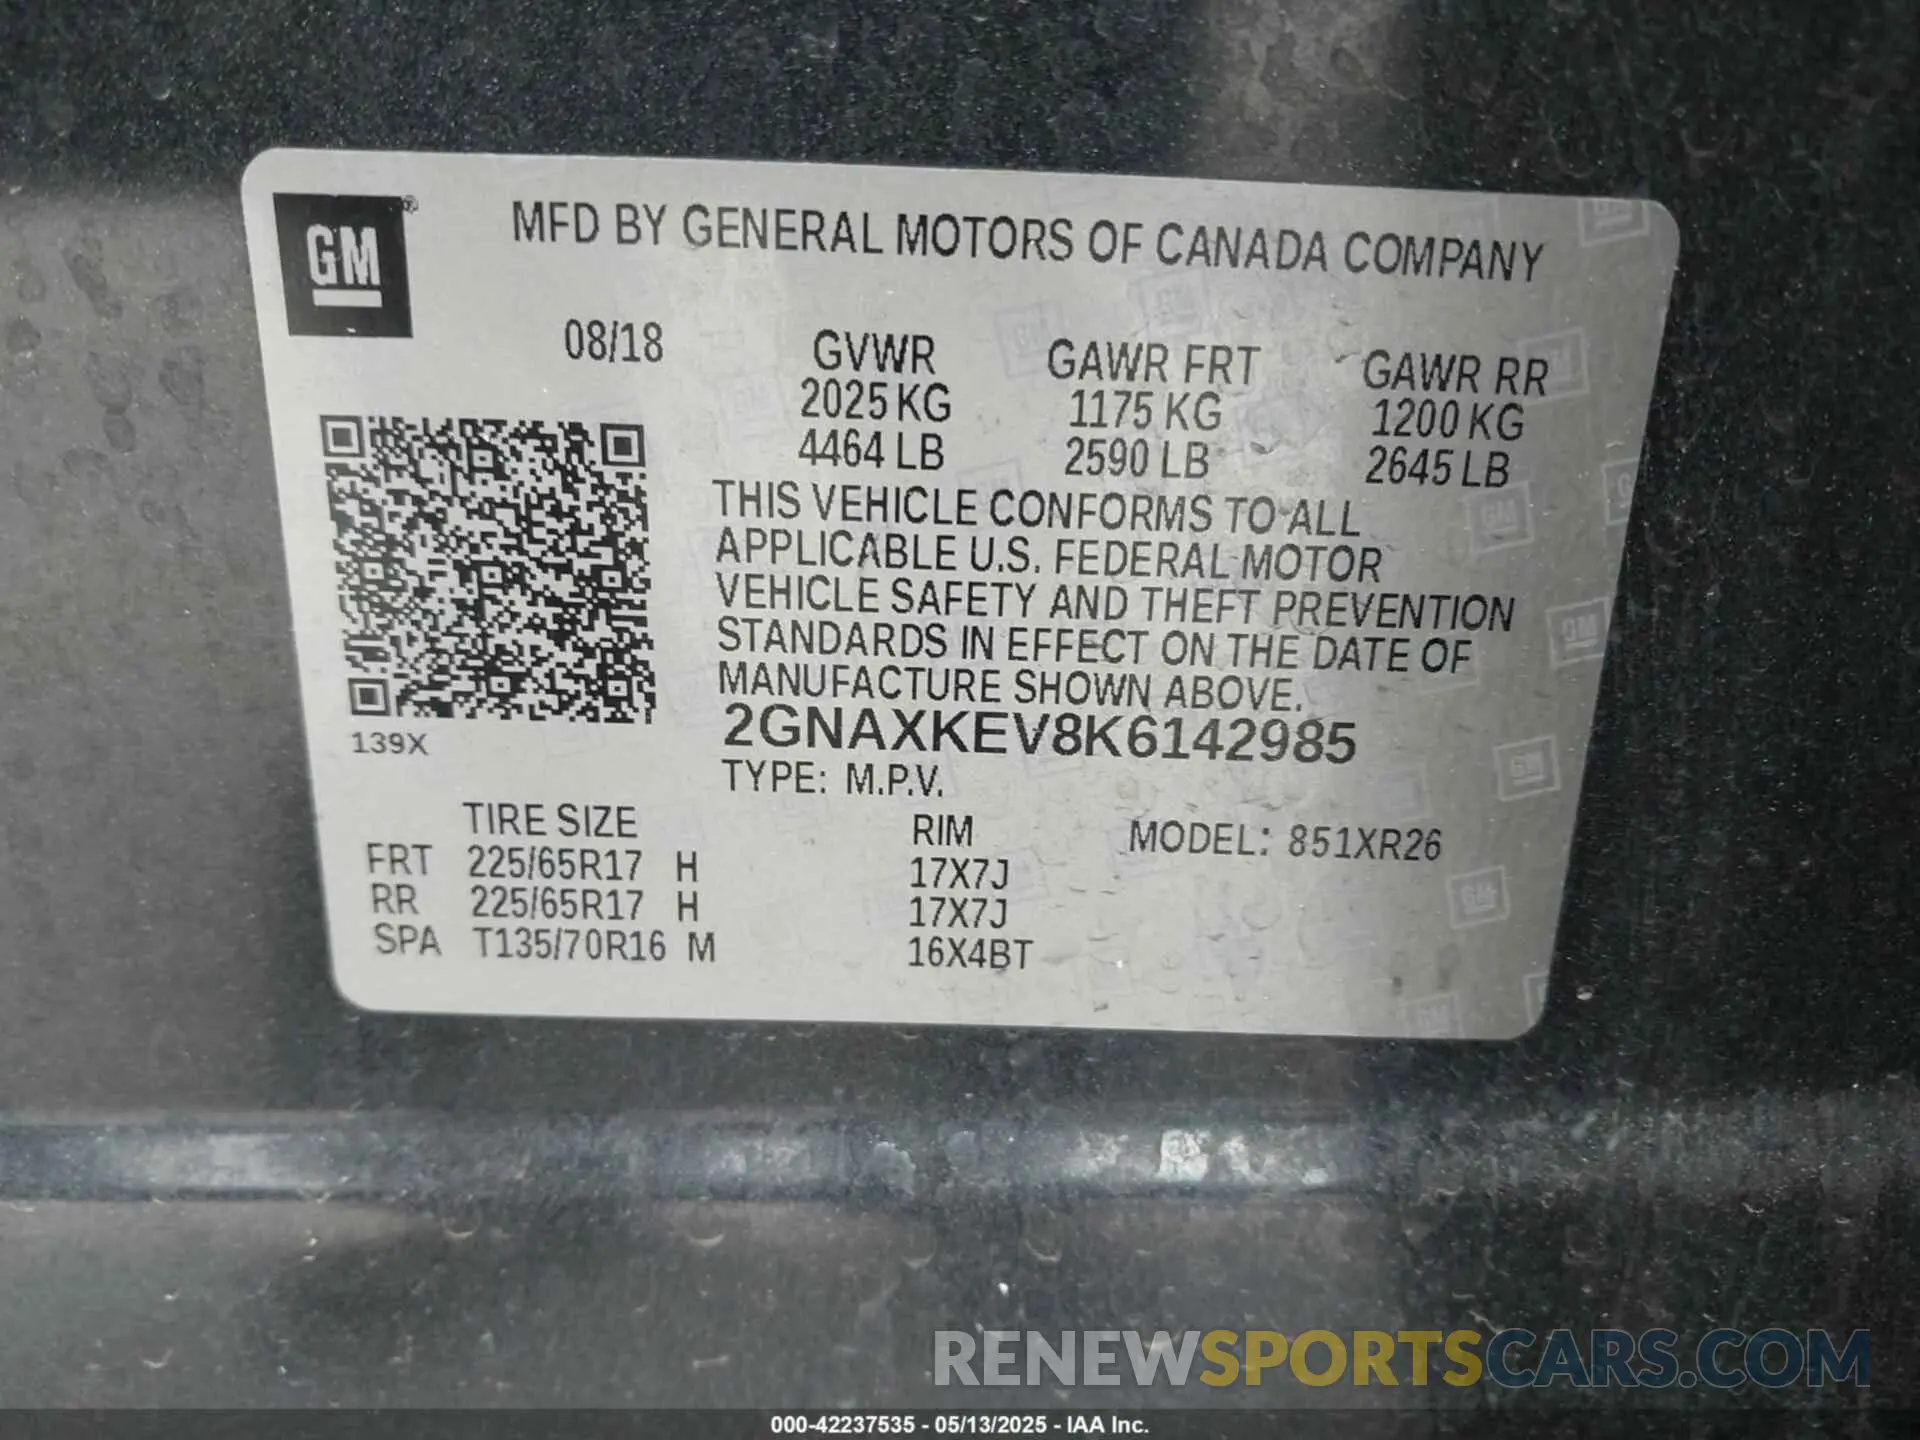 GM ®
MFD BY GENERAL MOTORS OF CANADA COMPANY
08/18
GVWR GAWR FRT GAWR RR
2025 KG 1175 KG 1200 KG
4464 LB 2590 LB 2645 LB
THIS VEHICLE CONFORMS TO ALL
APPLICABLE U.S. FEDERAL MOTOR
VEHICLE SAFETY AND THEFT PREVENTION
STANDARDS IN EFFECT ON THE DATE OF
MANUFACTURE SHOWN ABOVE.
139X
2GNAXKEV8K6142985
TYPE: M.P.V.
TIRE SIZE RIM MODEL: 851XR26
FRT 225/65R17 H 17X7J
RR 225/65R17 H 17X7J
SPA T135/70R16 M 16X4BT
RENEWSPORTSCARS.COM
000-42237535 - 05/13/2025 - IAA Inc.